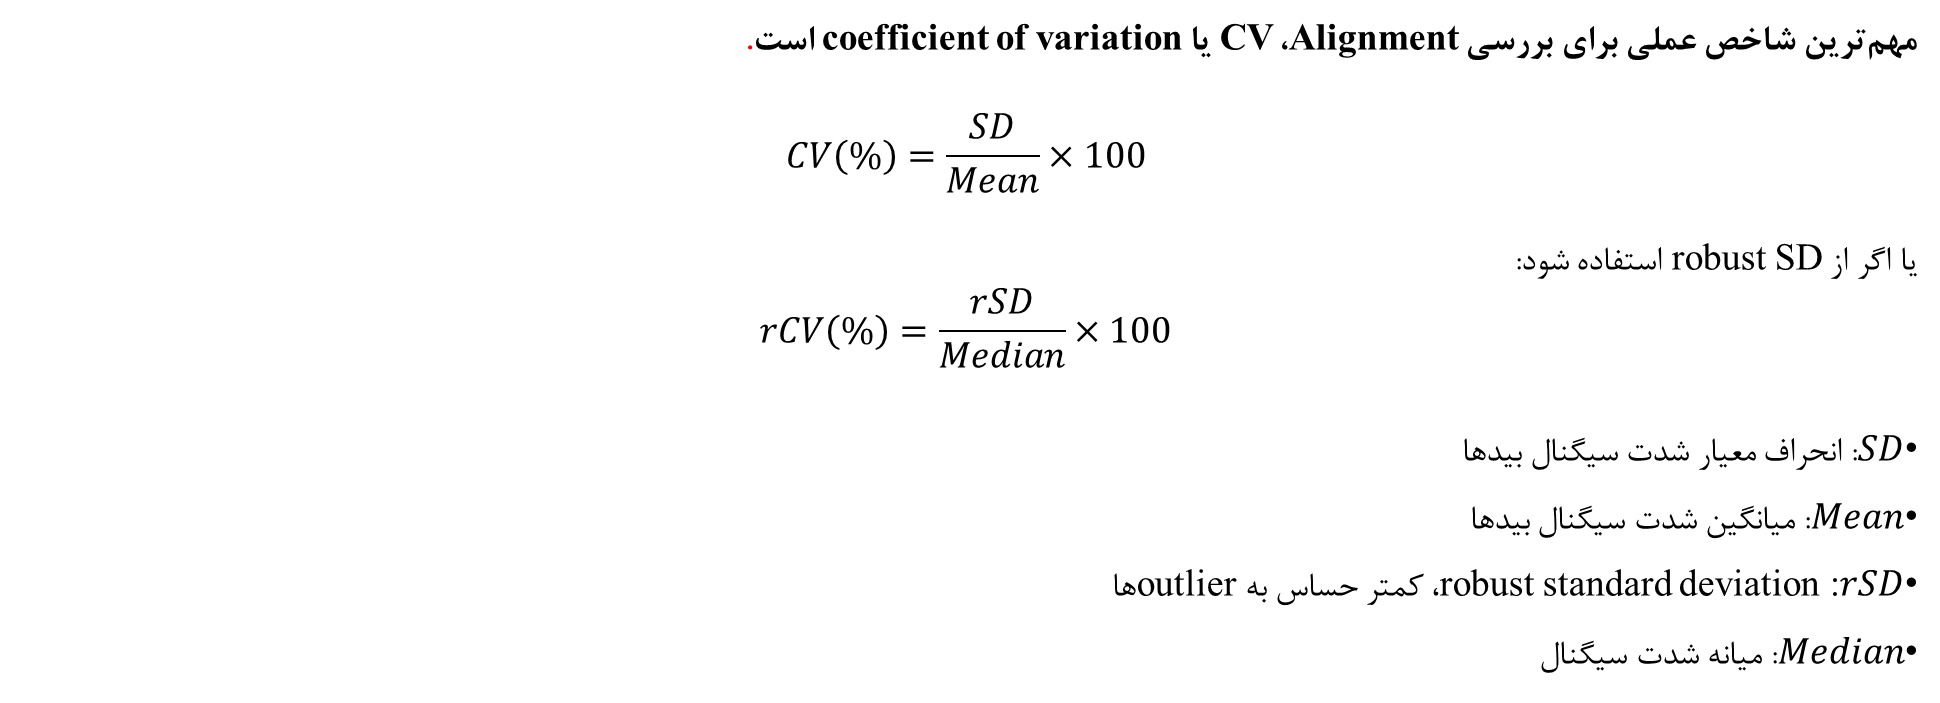 مهم‌ترین شاخص عملی برای بررسی Alignment، CV یا coefficient of variation است.
CV(%) = SD/Mean × 100
یا اگر از robust SD استفاده شود:
rCV(%) = rSD/Median × 100
•SD: انحراف معیار شدت سیگنال بیدها
•Mean: میانگین شدت سیگنال بیدها
•rSD: robust standard deviation، کمتر حساس به outlierها
•Median: میانه شدت سیگنال